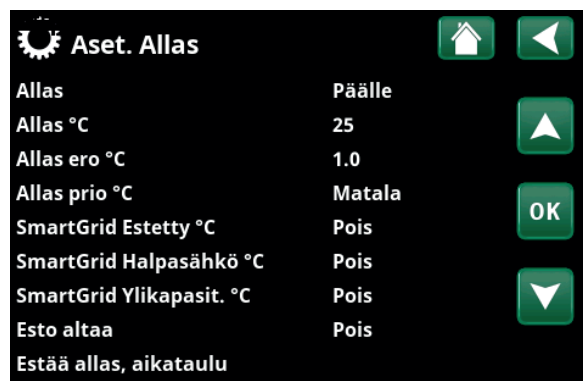 Aset. Allas
Allas Päälle
Allas °C 25
Allas ero °C 1.0
Allas prio °C Matala
SmartGrid Estetty °C Pois
SmartGrid Halpasähkö °C Pois
SmartGrid Ylikapasit. °C Pois
Esto altaa Pois
Estää allas, aikataulu
OK